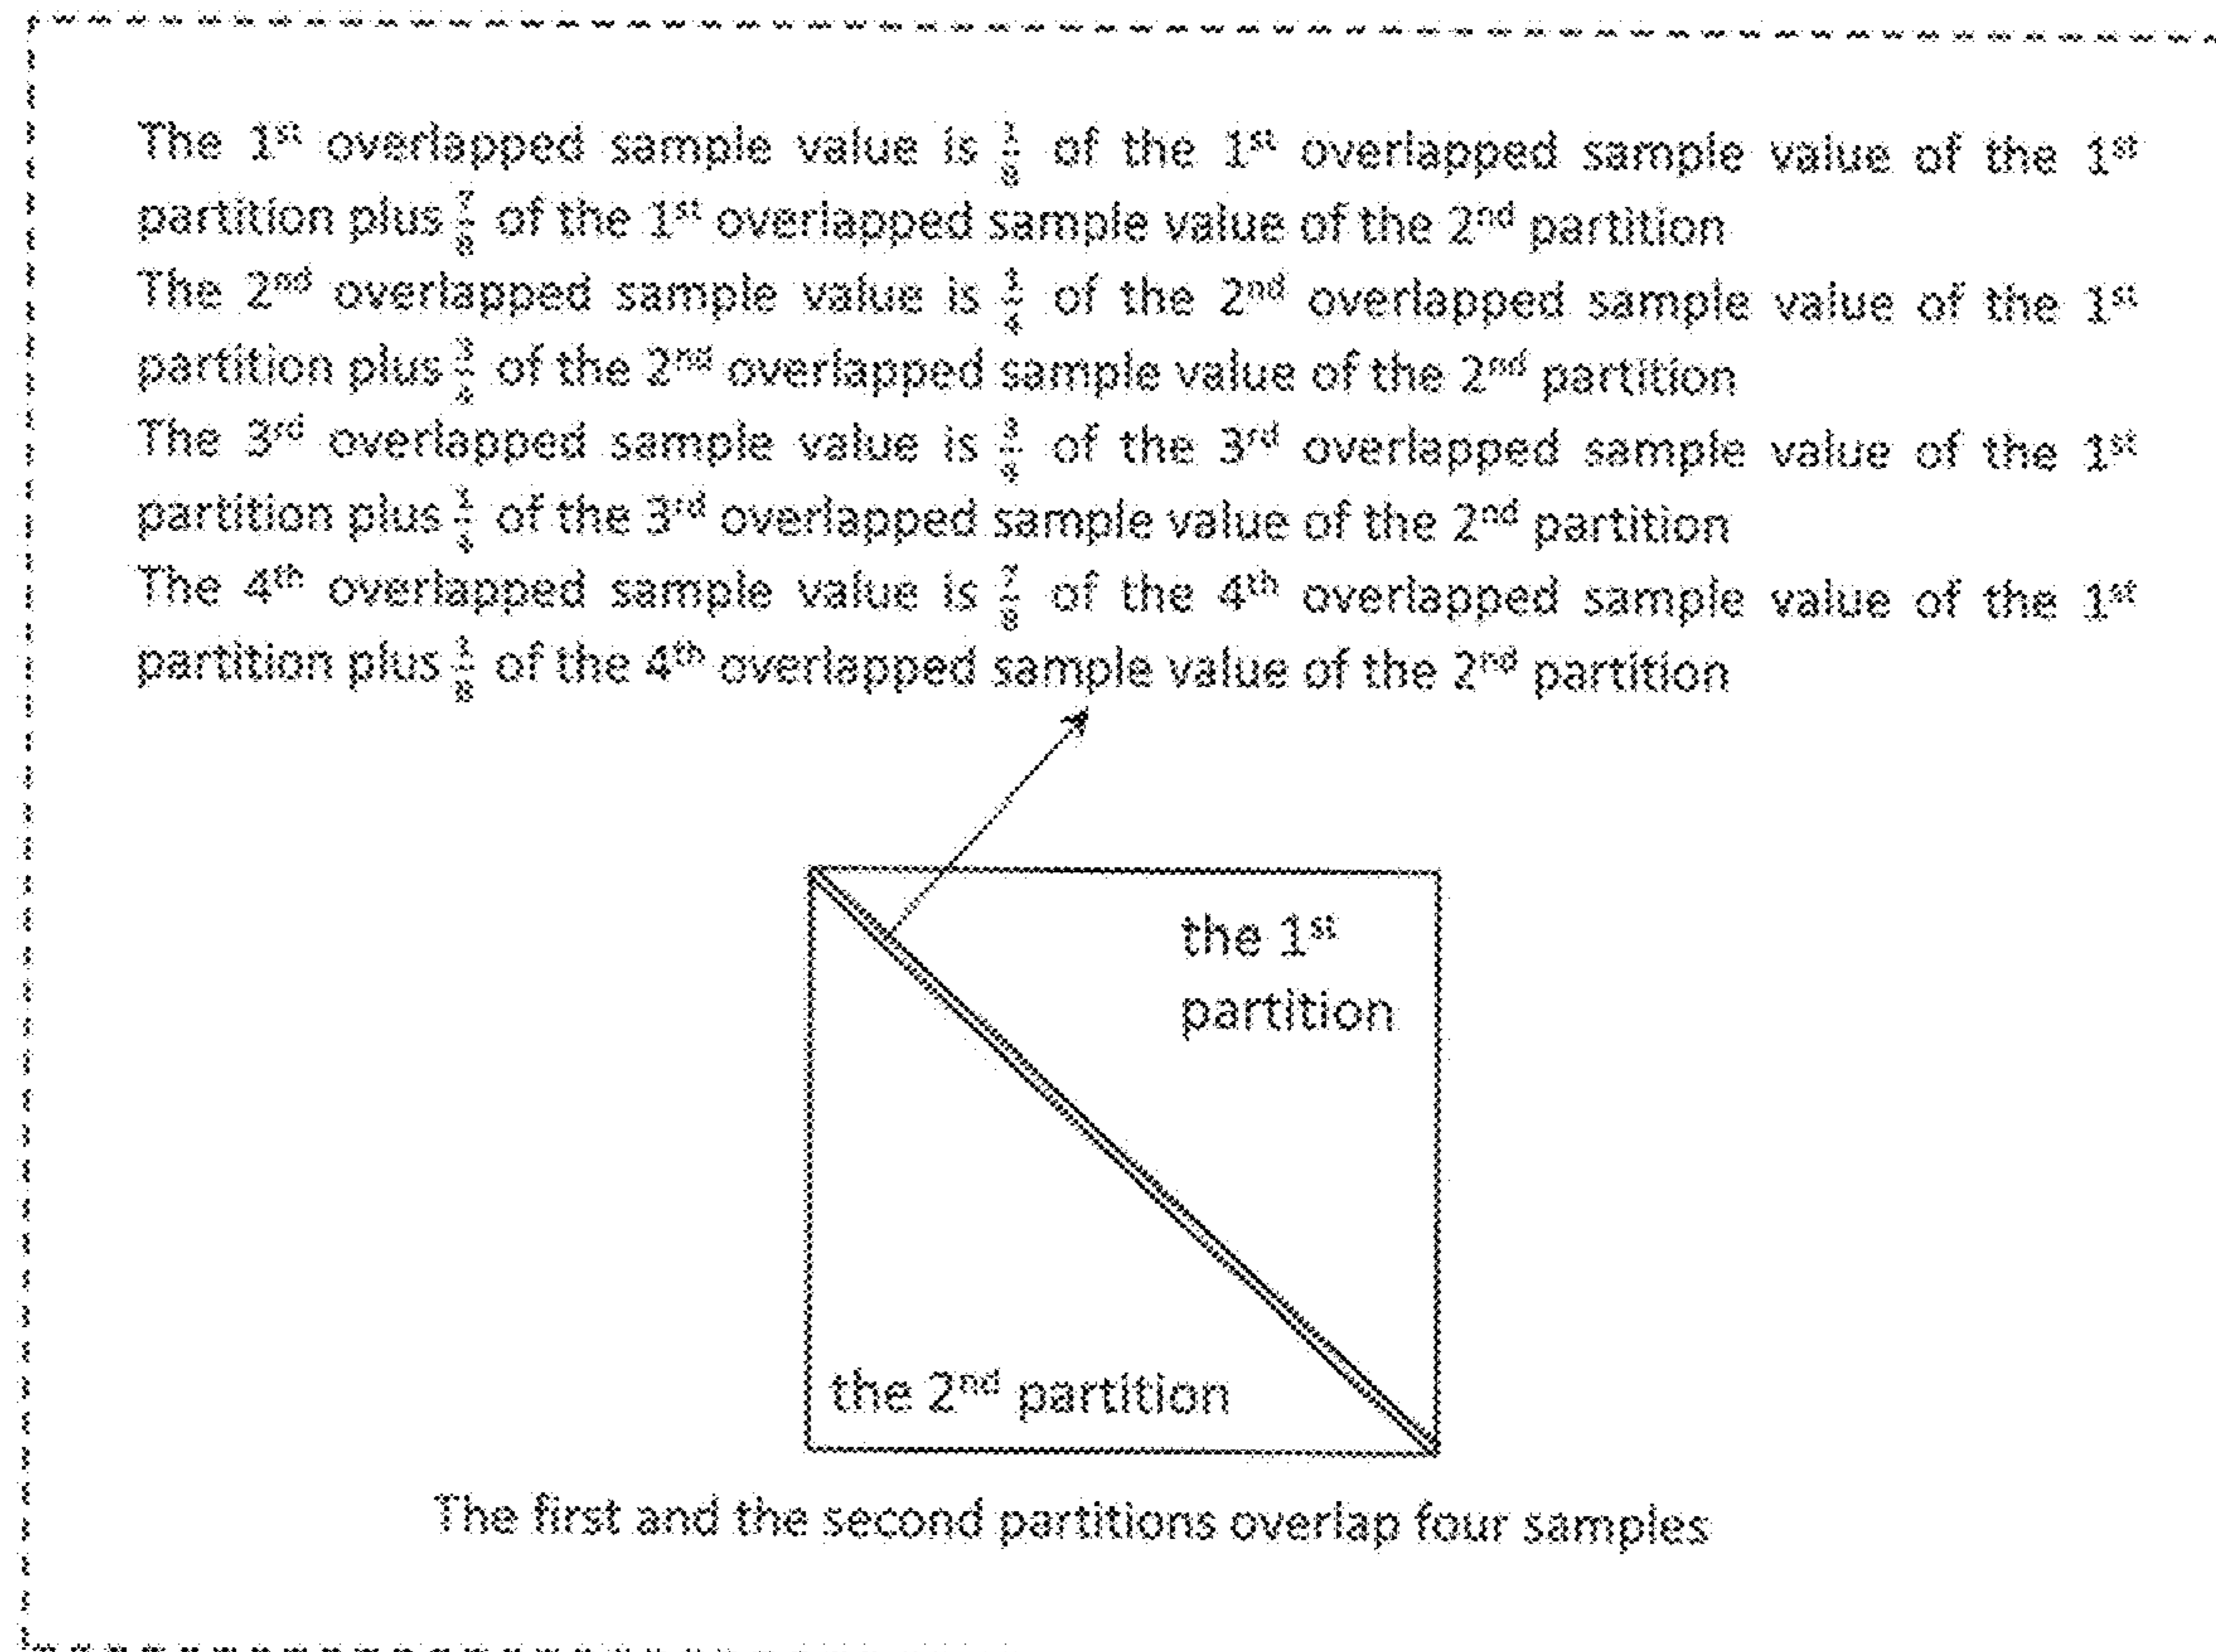 The 1st overlapped sample value is 1/8 of the 1st overlapped sample value of the 1st
partition plus 7/8 of the 1st overlapped sample value of the 2nd partition
The 2nd overlapped sample value is 1/4 of the 2nd overlapped sample value of the 1st
partition plus 3/4 of the 2nd overlapped sample value of the 2nd partition
The 3rd overlapped sample value is 3/4 of the 3rd overlapped sample value of the 1st
partition plus 1/4 of the 3rd overlapped sample value of the 2nd partition
The 4th overlapped sample value is 7/8 of the 4th overlapped sample value of the 1st
partition plus 1/8 of the 4th overlapped sample value of the 2nd partition
the 1st
partition
the 2nd partition
The first and the second partitions overlap four samples